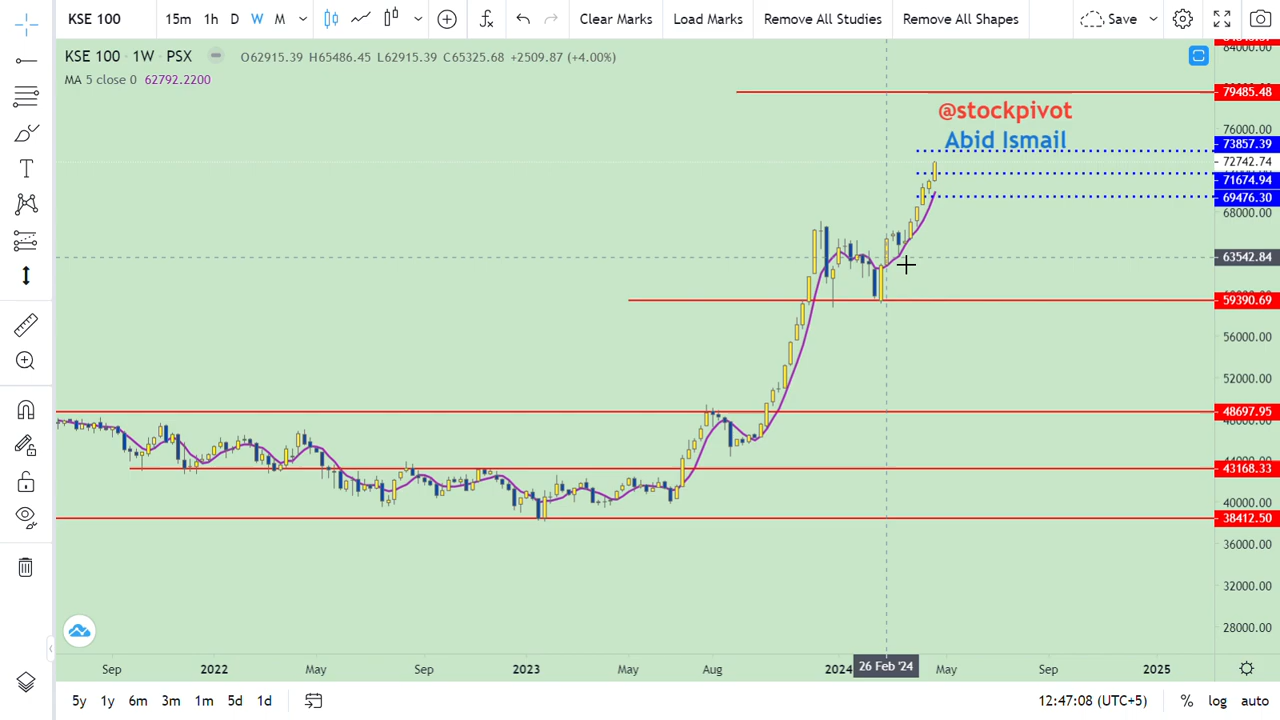 KSE 100 15m 1h D W M Clear Marks Load Marks Remove All Studies Remove All Shapes Save
KSE 100 · 1W · PSX O62915.39 H65486.45 L62915.39 C65325.68 +2509.87 (+4.00%)
MA 5 close 0 62792.2200
84000.00
79485.48
@stockpivot
76000.00
Abid Ismail
73857.39
72742.74
71674.94
69476.30
68000.00
63542.84
59390.69
56000.00
52000.00
48697.95
48000.00
43168.33
40000.00
38412.50
36000.00
32000.00
28000.00
Sep 2022 May Sep 2023 May Aug 2024 26 Feb '24 May Sep 2025
5y 1y 6m 3m 1m 5d 1d 12:47:08 (UTC+5) % log auto